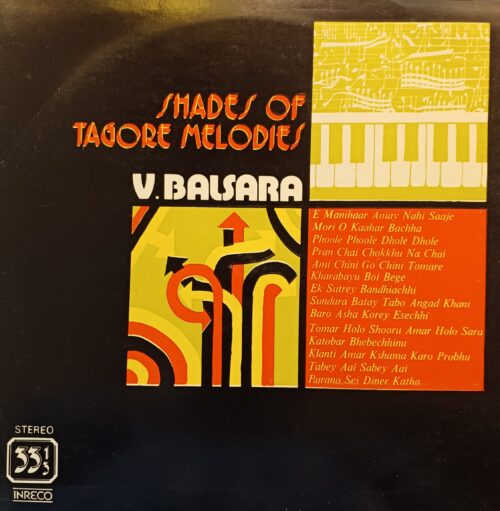 SHADES OF
TAGORE MELODIES
V. BALSARA
E Manihaar Amay Nahi Saaje
Mori O Kaahar Bachha
Phoole Phoole Dhole Dhole
Pran Chai Chokkhu Na Chai
Ami Chini Go Chini Tomare
Kharabayu Boi Bege
Ek Sutrey Bandhiachhi
Sundara Batay Tabo Angad Khani
Baro Asha Korey Esechhi
Tomar Holo Shooru Amar Holo Sara
Katobar Bhebechhinu
Klanti Amar Kshama Karo Probhu
Tabey Aai Sabey Aai
Purano Sei Diner Katha
STEREO
33 1/3
INRECO